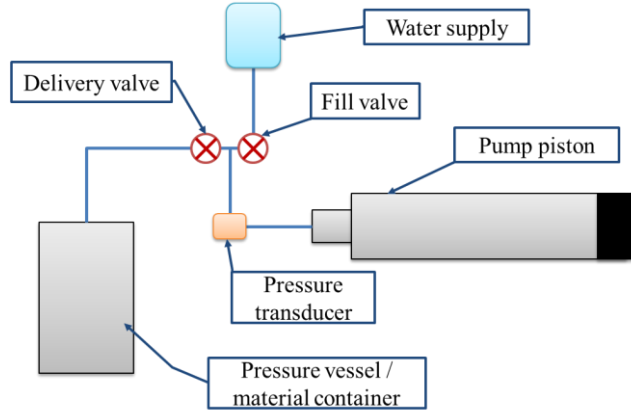 Water supply
Delivery valve
Fill valve
Pump piston
Pressure
transducer
Pressure vessel /
material container